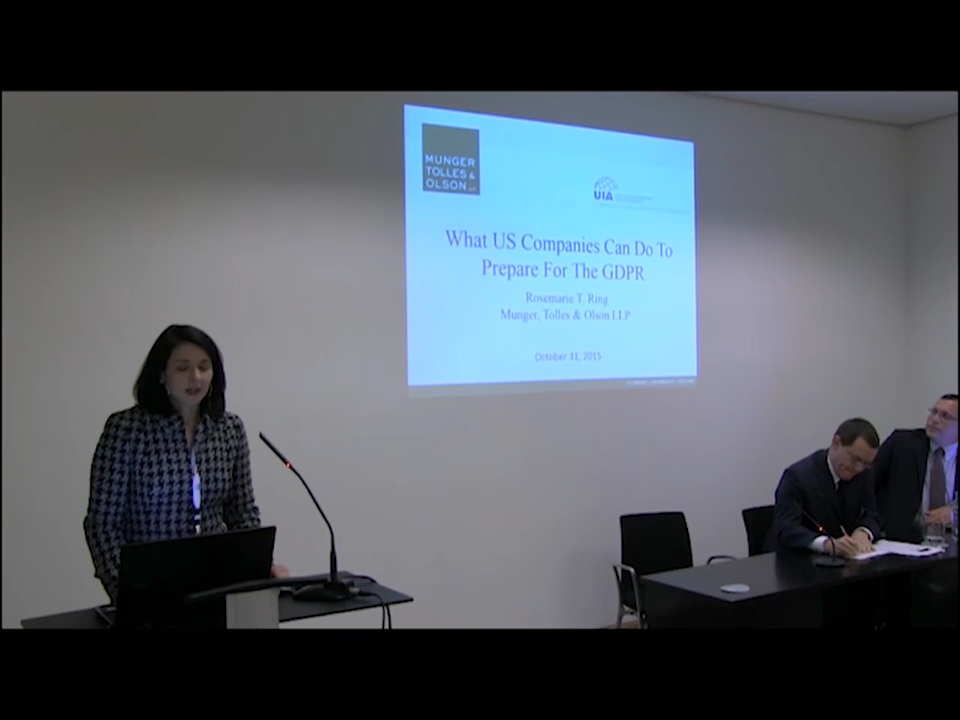 MUNGER
TOLLES &
OLSON LLP
UIA
What US Companies Can Do To
Prepare For The GDPR
Rosemarie T. Ring
Munger, Tolles & Olson LLP
October 31, 2015